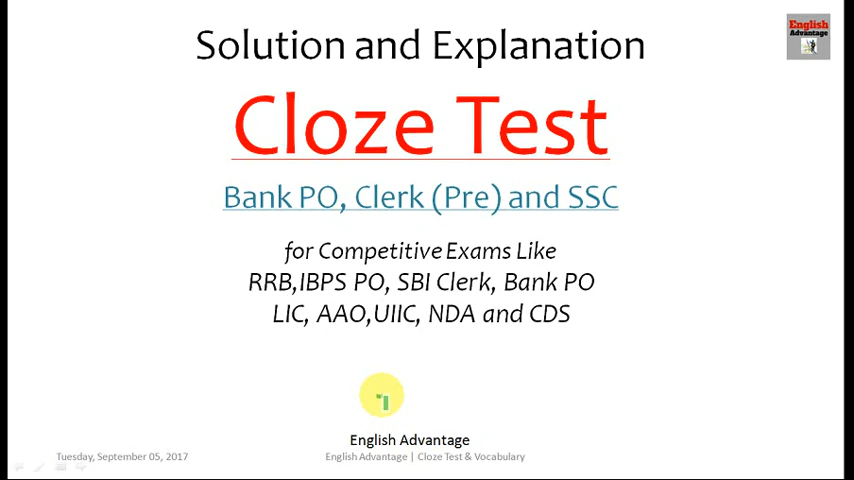 Solution and Explanation
English
Advantage
Cloze Test
Bank PO, Clerk (Pre) and SSC
for Competitive Exams Like
RRB,IBPS PO, SBI Clerk, Bank PO
LIC, AAO,UIIC, NDA and CDS
English Advantage
Tuesday, September 05, 2017
English Advantage | Cloze Test & Vocabulary